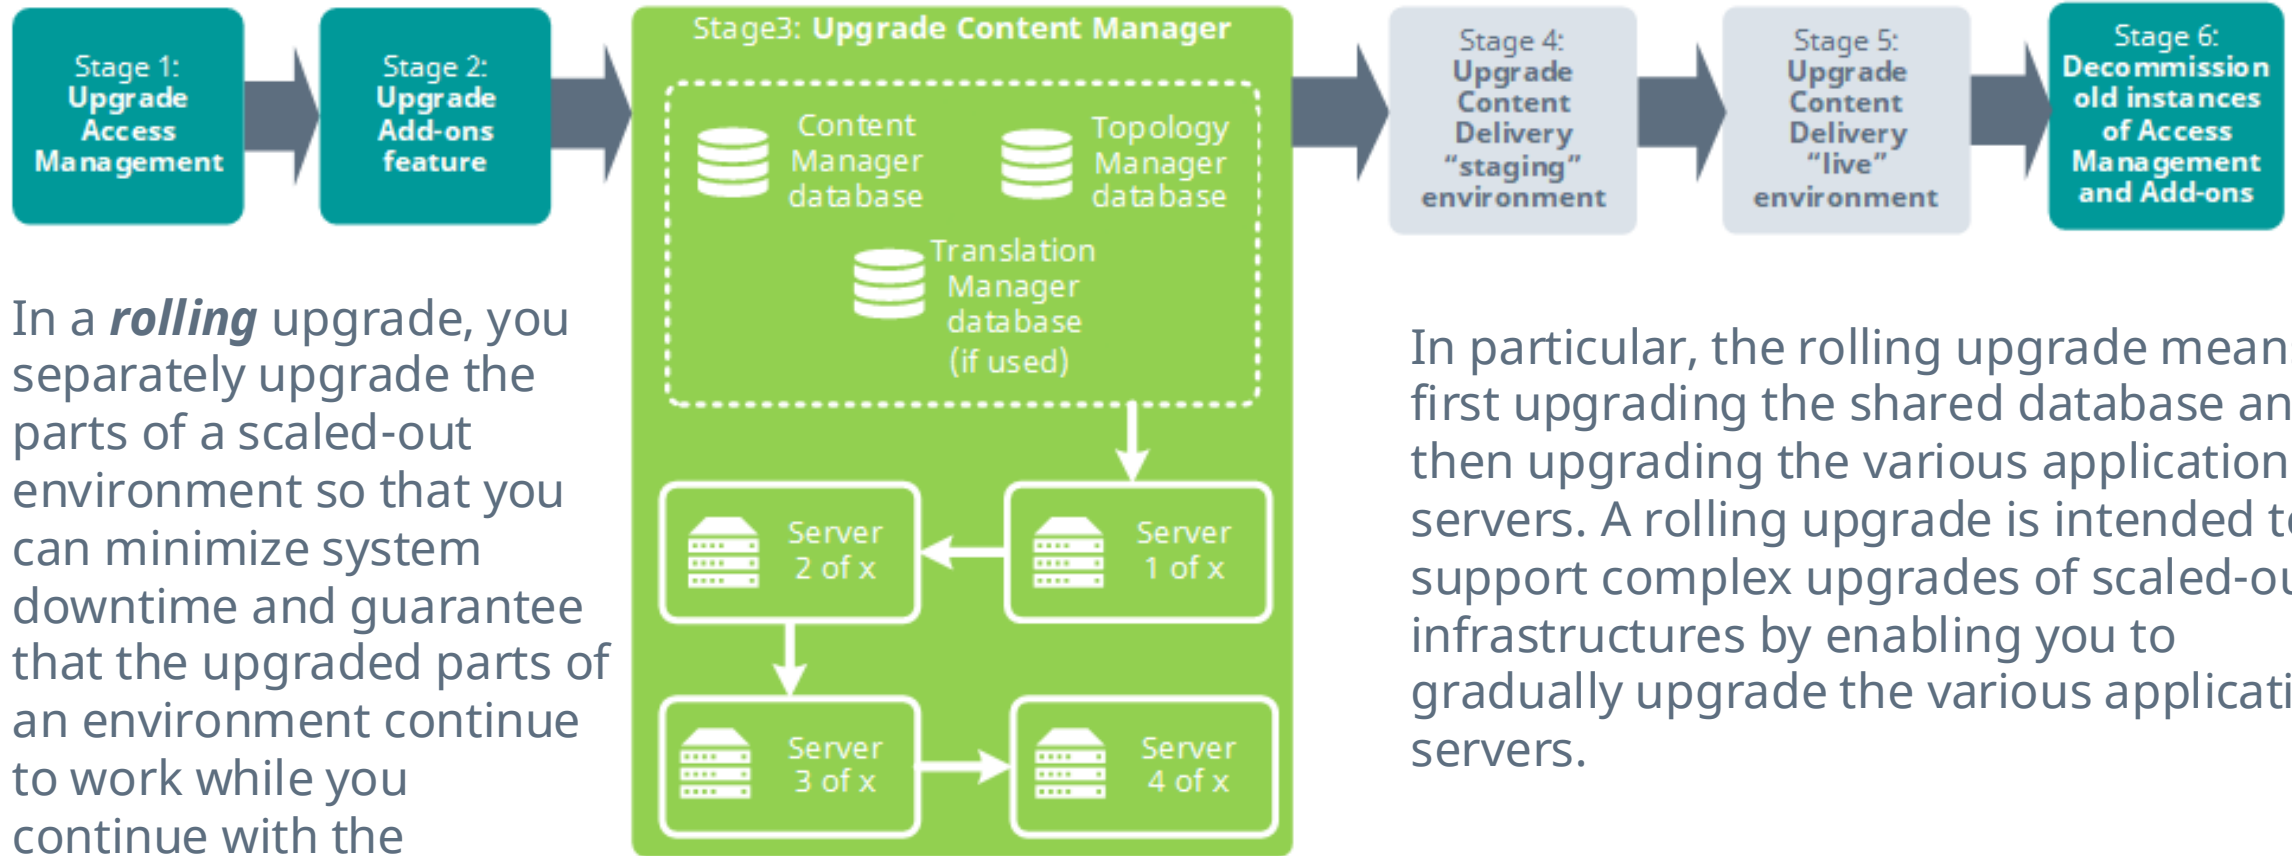 Stage 1:
Upgrade
Access
Management
Stage 2:
Upgrade
Add-ons
feature
Stage3: Upgrade Content Manager
Content
Manager
database
Topology
Manager
database
Translation
Manager
database
(if used)
Server
1 of x
Server
2 of x
Server
3 of x
Server
4 of x
Stage 4:
Upgrade
Content
Delivery
“staging”
environment
Stage 5:
Upgrade
Content
Delivery
“live”
environment
Stage 6:
Decommission
old instances
of Access
Management
and Add-ons
In a rolling upgrade, you
separately upgrade the
parts of a scaled-out
environment so that you
can minimize system
downtime and guarantee
that the upgraded parts of
an environment continue
to work while you
continue with the
In particular, the rolling upgrade mean
first upgrading the shared database an
then upgrading the various application
servers. A rolling upgrade is intended to
support complex upgrades of scaled-ou
infrastructures by enabling you to
gradually upgrade the various applicati
servers.